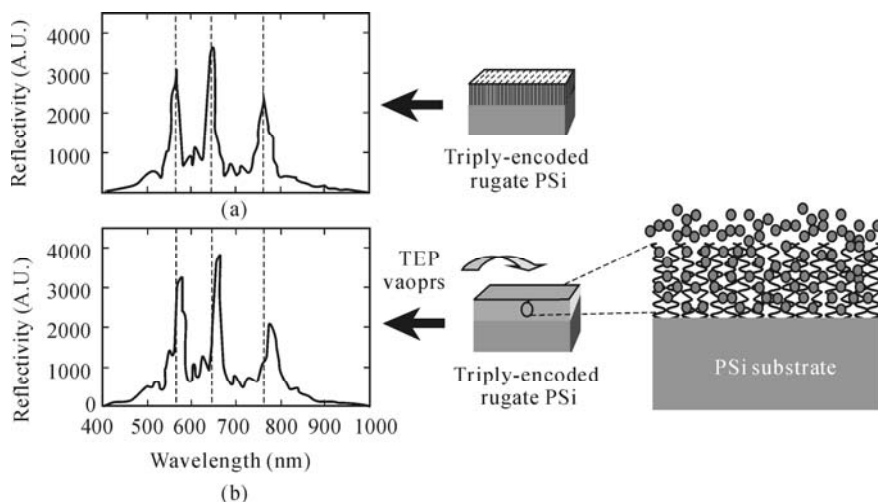 Reflectivity (A.U.)
4000
3000
2000
1000
(a)
Triply-encoded
rugate PSi
Reflectivity (A.U.)
4000
3000
2000
1000
0
400 500 600 700 800 900 1000
Wavelength (nm)
(b)
TEP
vaoprs
Triply-encoded
rugate PSi
PSi substrate